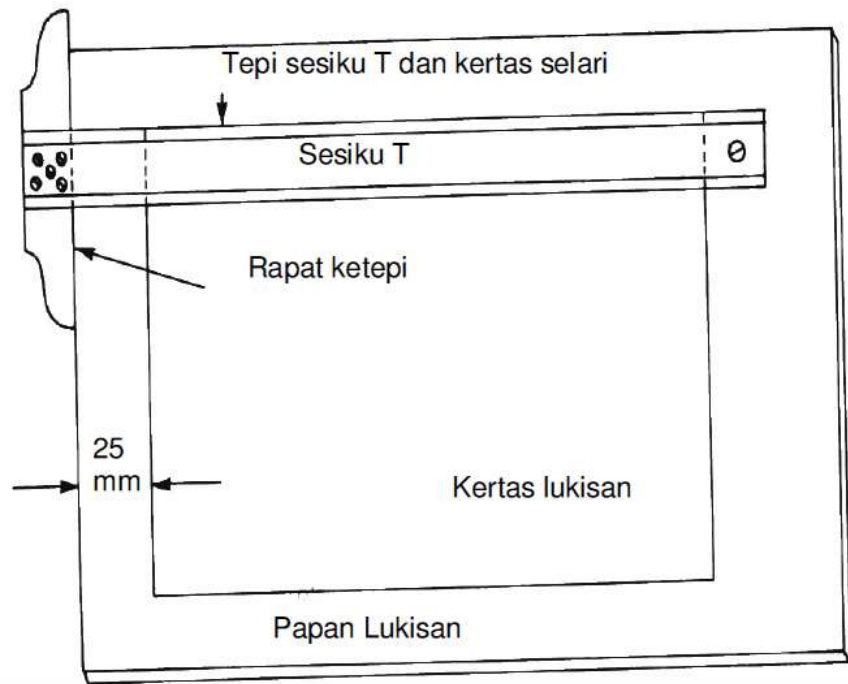 Tepi sesiku T dan kertas selari
Sesiku T
Rapat ketepi
25
mm
Kertas lukisan
Papan Lukisan